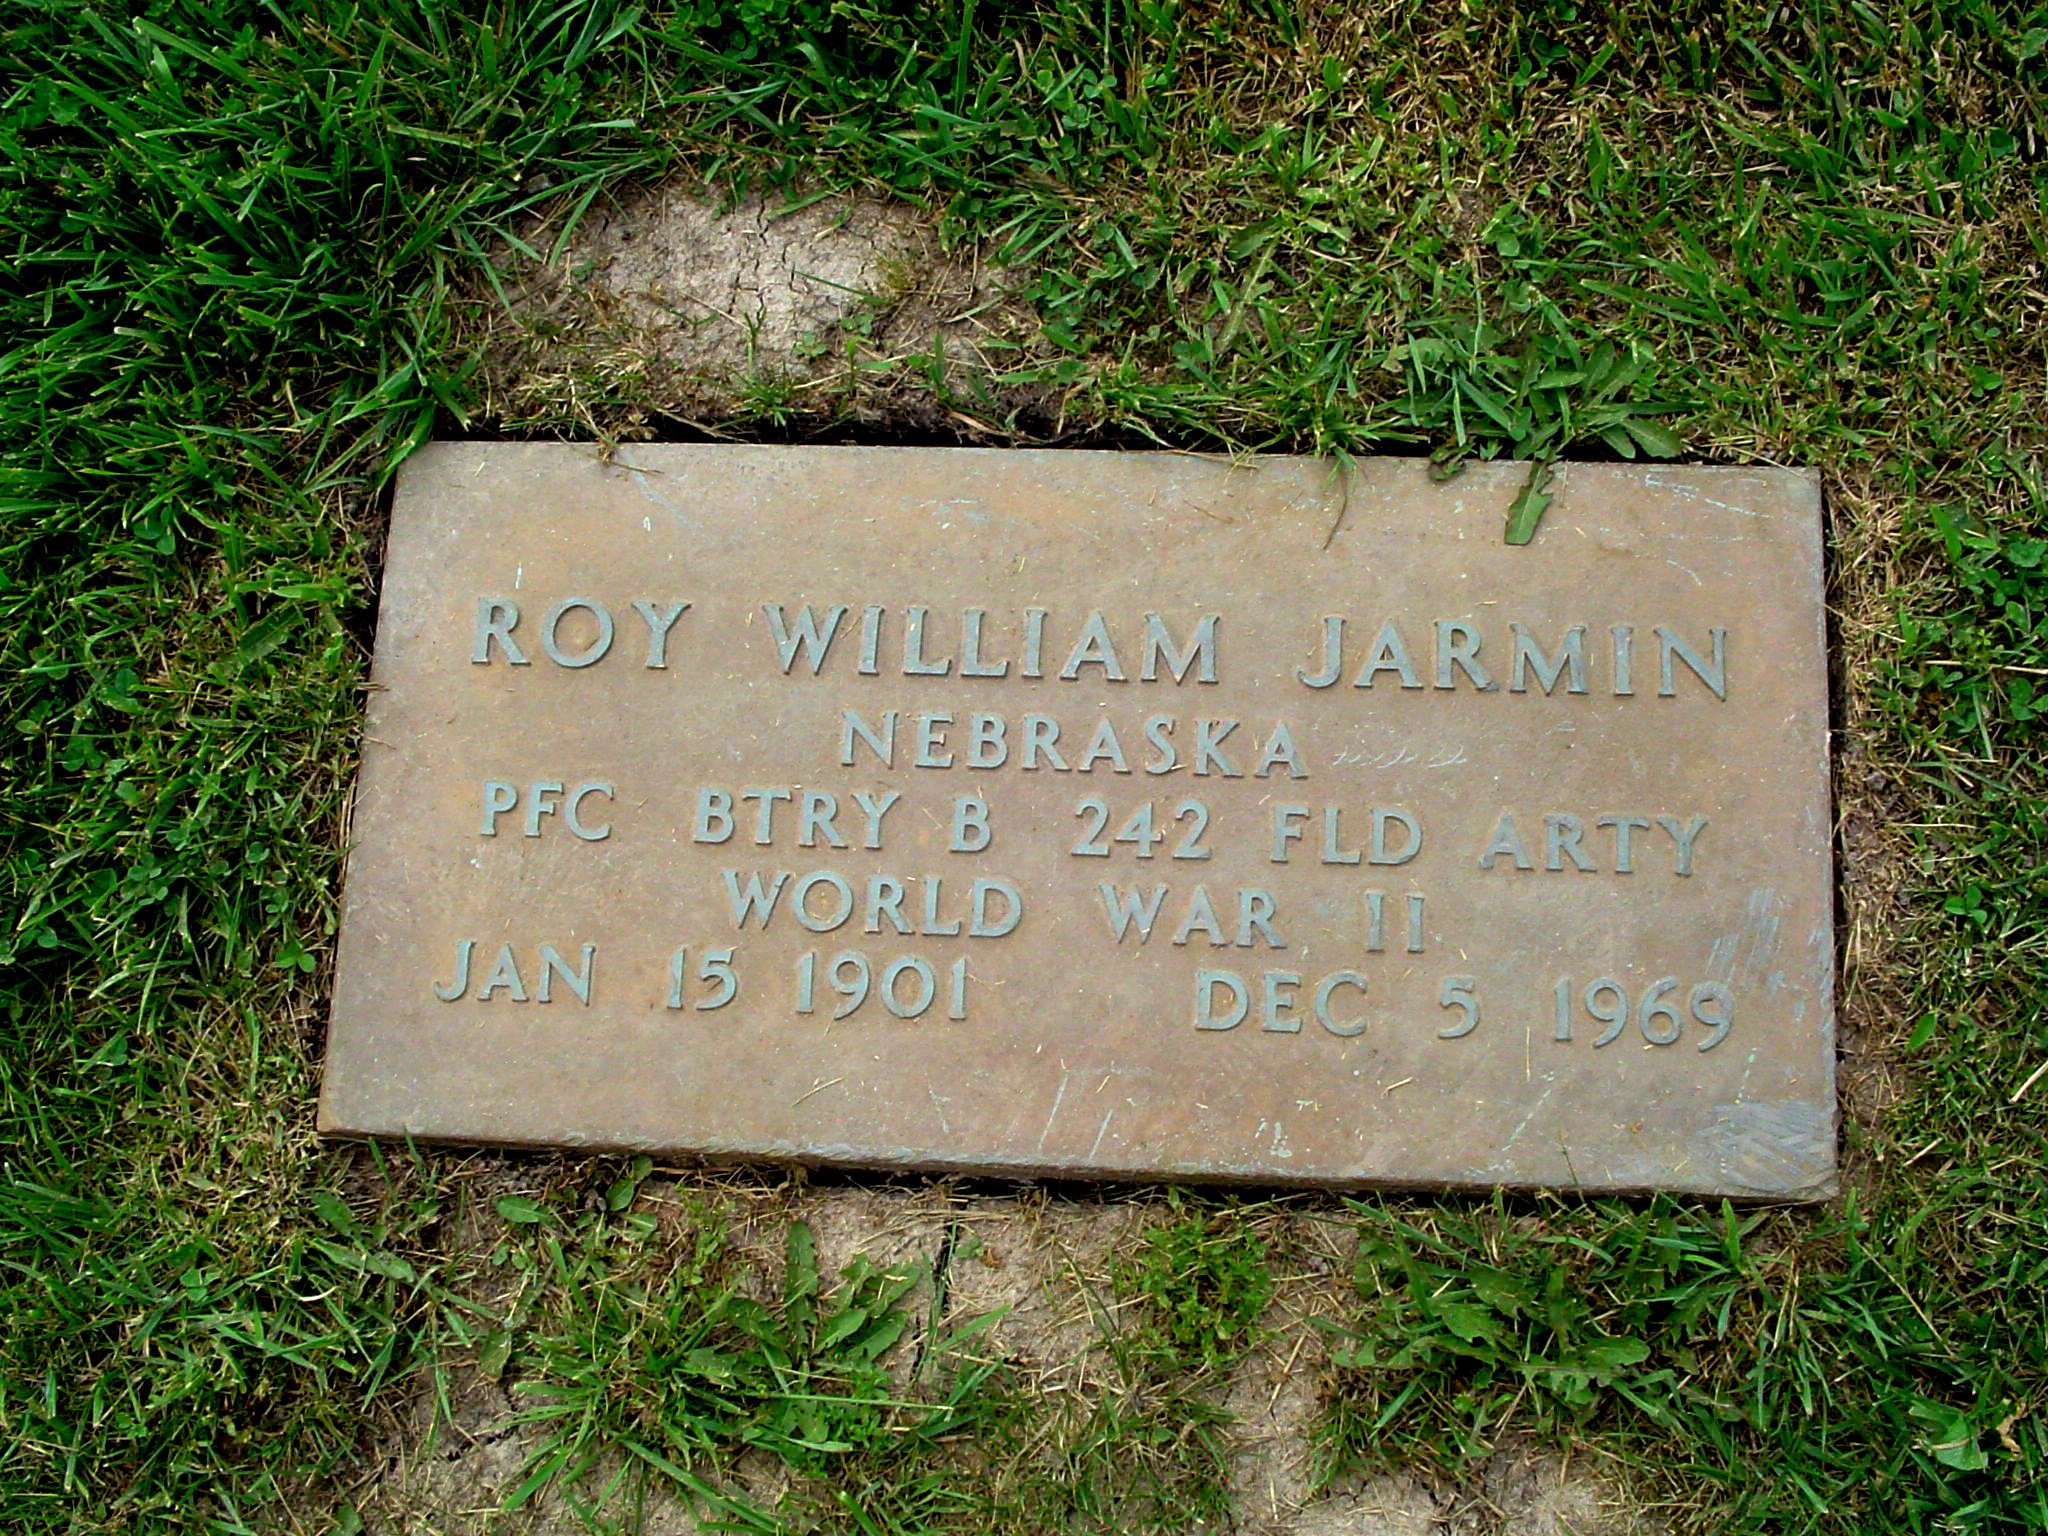 ROY WILLIAM JARMIN
NEBRASKA
PFC BTRY B 242 FLD ARTY
WORLD WAR II
JAN 15 1901 DEC 5 1969